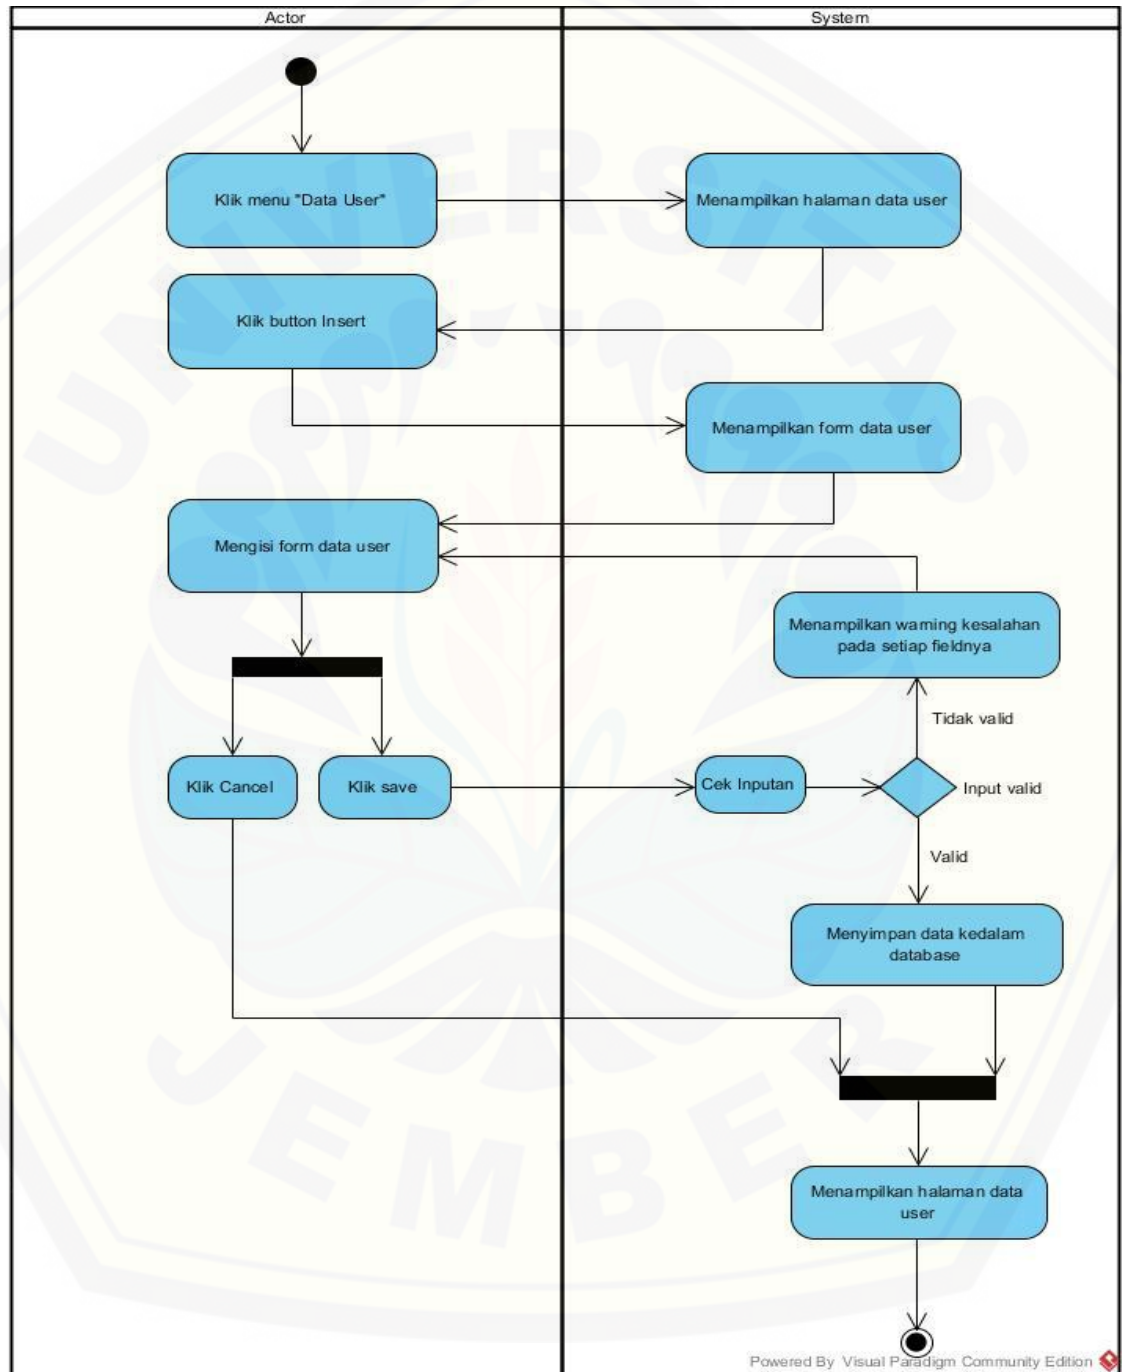 Actor
System
Klik menu "Data User"
Menampilkan halaman data user
Klik button Insert
Menampilkan form data user
Mengisi form data user
Menampilkan warning kesalahan
pada setiap fieldnya
Tidak valid
Klik Cancel
Klik save
Cek Inputan
Input valid
Valid
Menyimpan data kedalam
database
Menampilkan halaman data
user
Powered By Visual Paradigm Community Edition
UNIVERSITAS
JEMBER